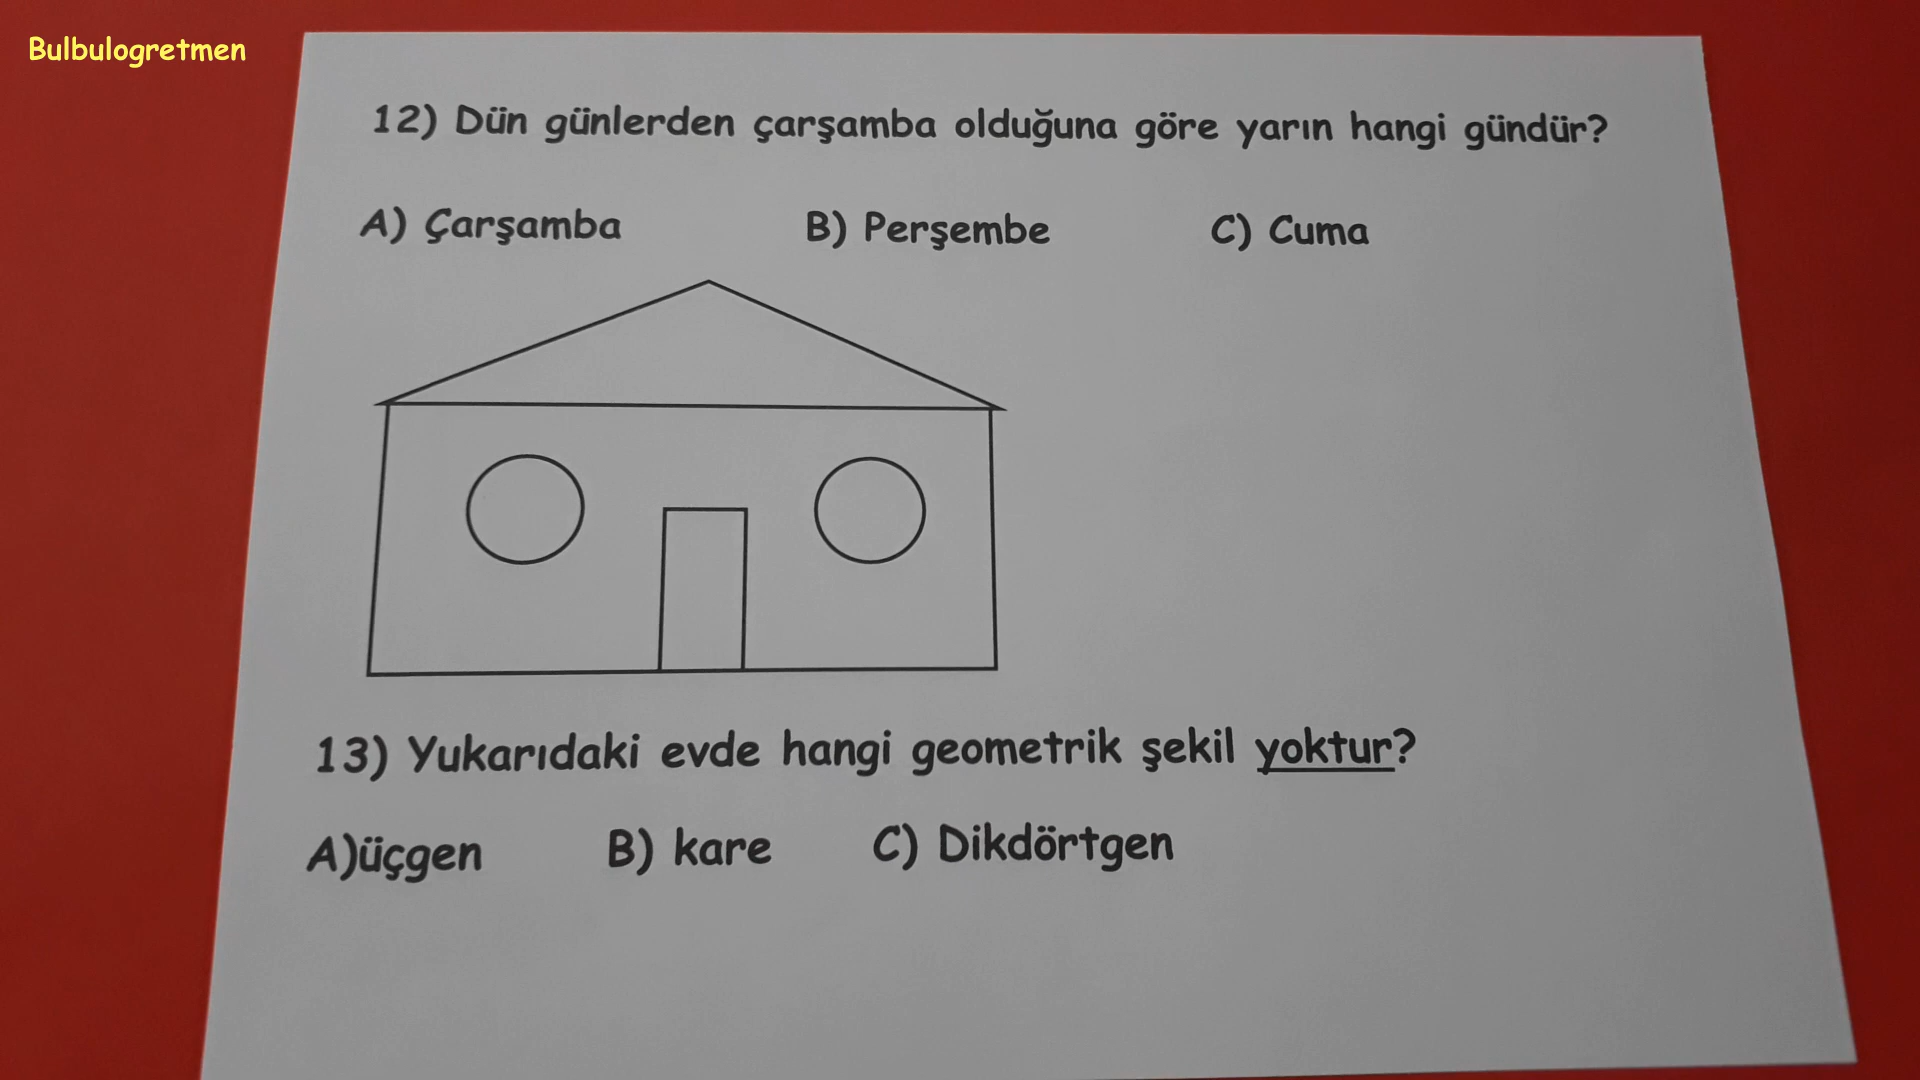 Bulbulogretmen
12) Dün günlerden çarşamba olduğuna göre yarın hangi gündür?
A) Çarşamba B) Perşembe C) Cuma
13) Yukarıdaki evde hangi geometrik şekil yoktur?
A)üçgen B) kare C) Dikdörtgen